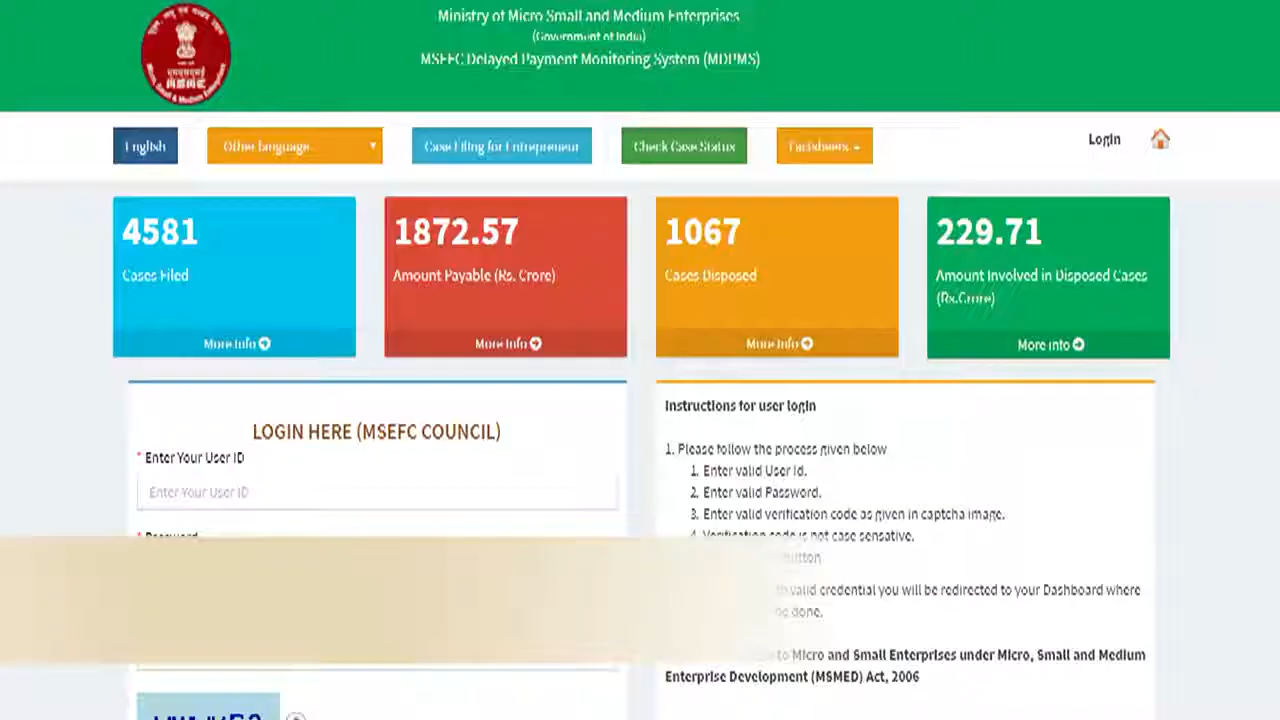 Ministry of Micro Small and Medium Enterprises
(Government of India)
MSEFC Delayed Payment Monitoring System (MDPMS)
English
Other language
Case Filing for Entrepreneur
Check Case Status
Factsheets
Login
4581
Cases Filed
More info
1872.57
Amount Payable (Rs. Crore)
More info
1067
Cases Disposed
More info
229.71
Amount Involved in Disposed Cases
(Rs.Crore)
More info
LOGIN HERE (MSEFC COUNCIL)
* Enter Your User ID
Enter Your User ID
* Password
Instructions for user login
1. Please follow the process given below
1. Enter valid User Id.
2. Enter valid Password.
3. Enter valid verification code as given in captcha image.
4. Verification code is not case sensative.
button
valid credential you will be redirected to your Dashboard where
done.
to Micro and Small Enterprises under Micro, Small and Medium
Enterprise Development (MSMED) Act, 2006